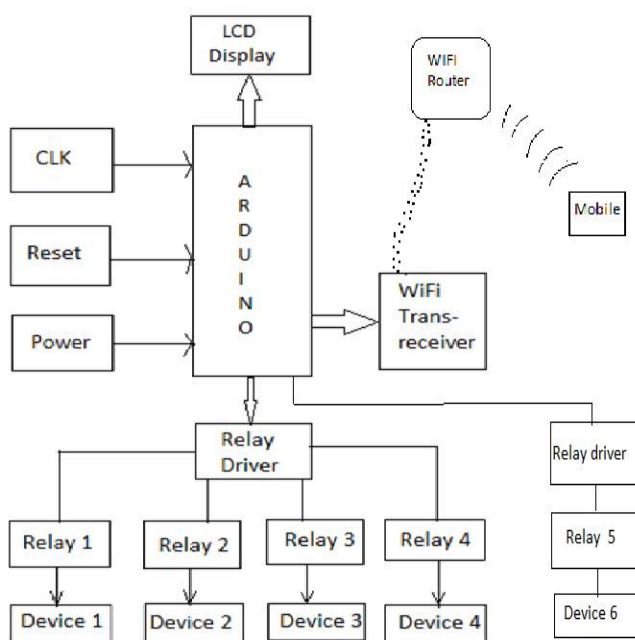 LCD
Display
WIFI
Router
CLK
A
R
D
U
I
N
O
Mobile
Reset
WiFi
Trans-
receiver
Power
Relay
Driver
Relay driver
Relay 1
Relay 2
Relay 3
Relay 4
Relay 5
Device 1
Device 2
Device 3
Device 4
Device 6